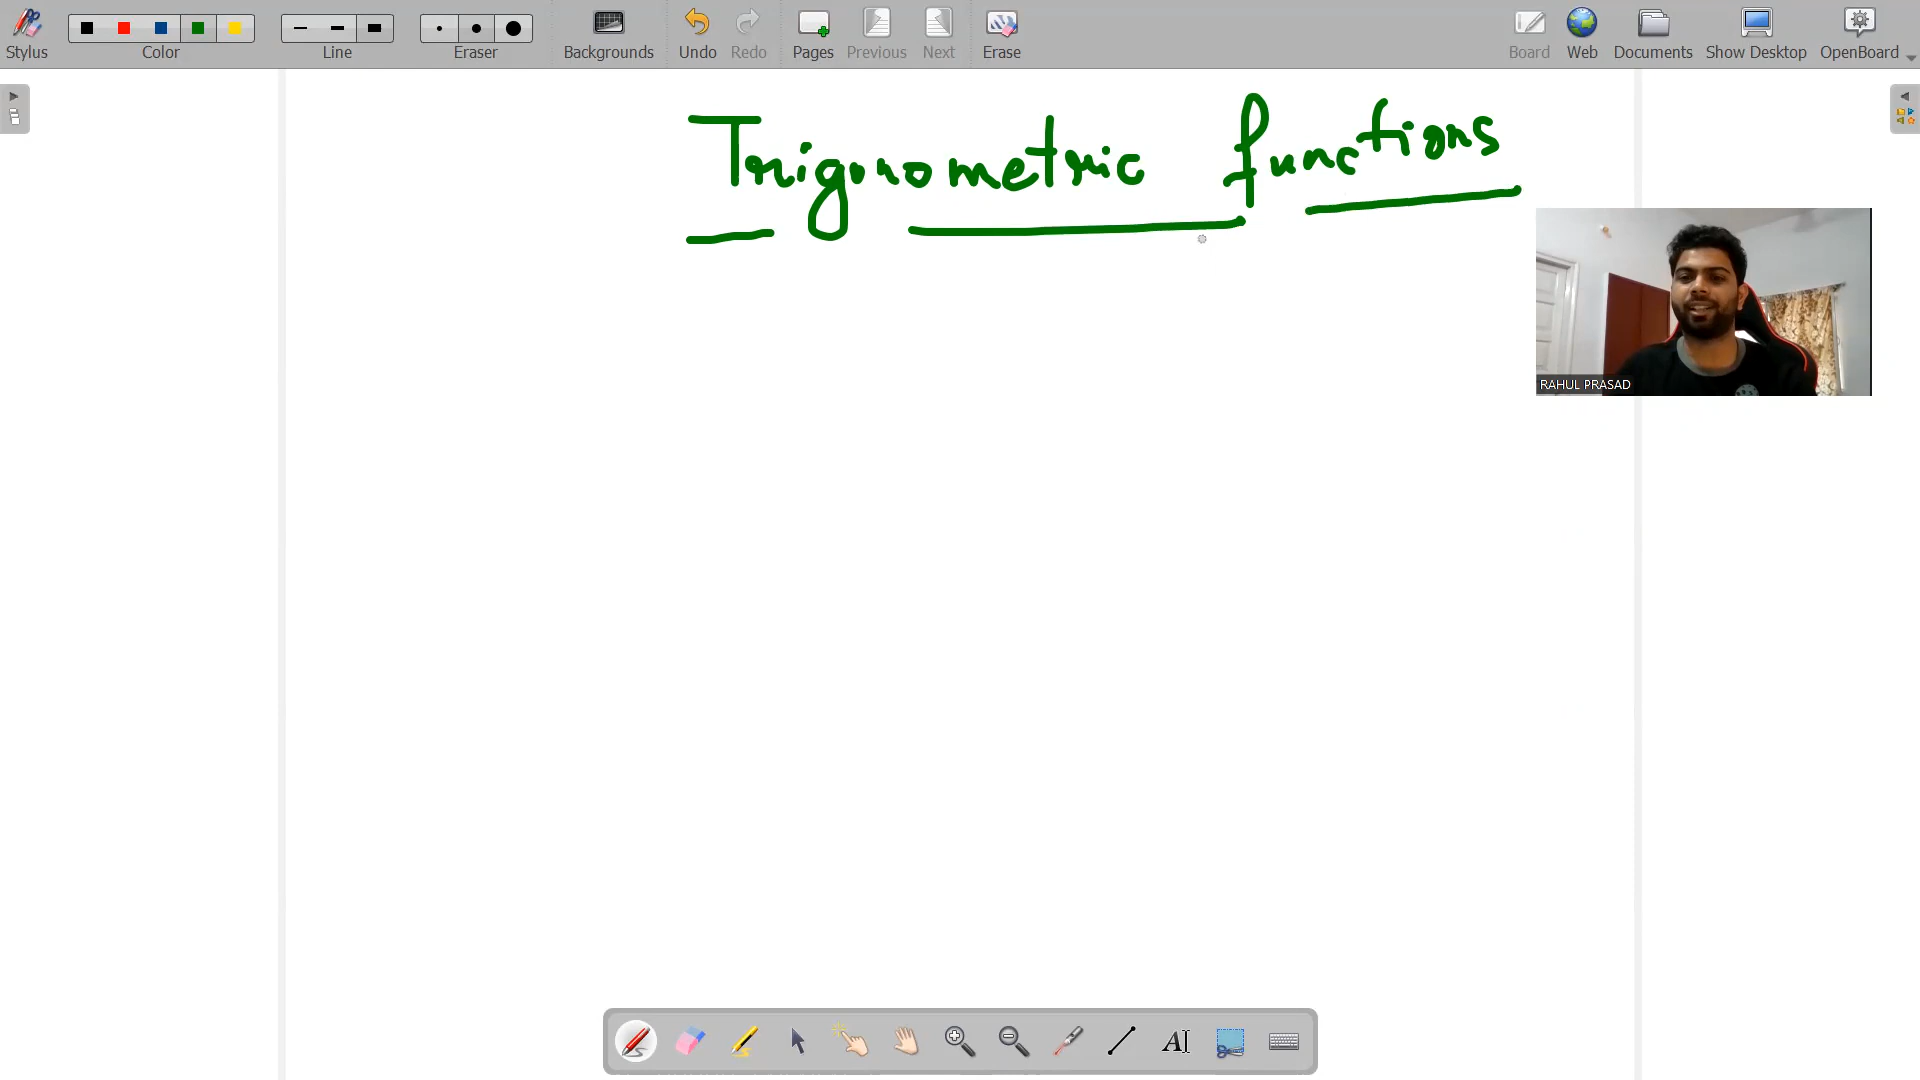 Stylus Color Line Eraser Backgrounds Undo Redo Pages Previous Next Erase Board Web Documents Show Desktop OpenBoard
Trigonometric functions
RAHUL PRASAD
AI